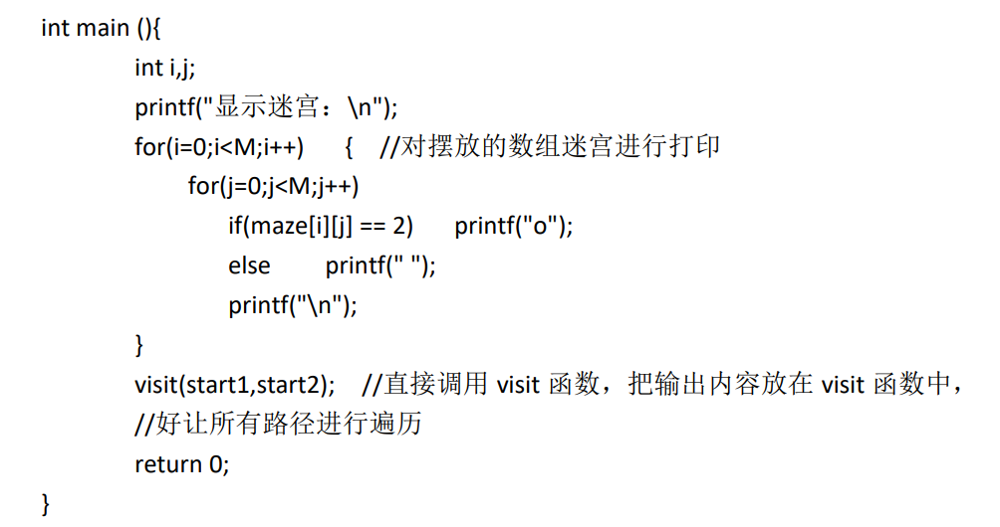 int main (){
int i,j;
printf("显示迷宫：\n");
for(i=0;i<M;i++) { //对摆放的数组迷宫进行打印
for(j=0;j<M;j++)
if(maze[i][j] == 2) printf("o");
else printf(" ");
printf("\n");
}
visit(start1,start2); //直接调用 visit 函数，把输出内容放在 visit 函数中，
//好让所有路径进行遍历
return 0;
}